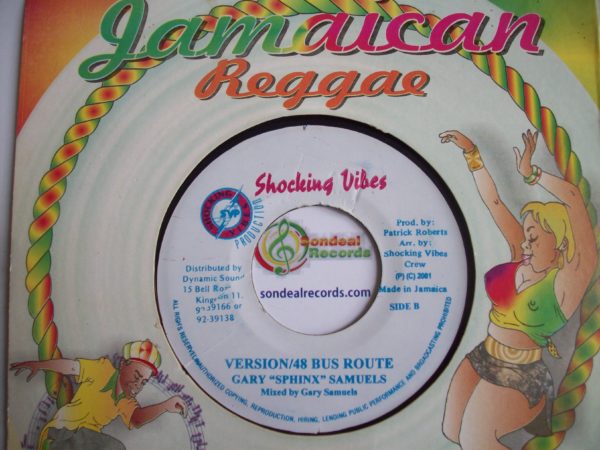 Jamaican
Reggae
Shocking Vibes
SHOCKING
VIBES
PRODUCTION
Sondeal
Records
sondealrecords.com
Distributed by
Dynamic Sound
15 Bell
Kingston 11.
or
92-39138
Prod. by:
Patrick Roberts
Arr. by:
Shocking Vibes
Crew
(P) (C) 2001
Made in Jamaica
SIDE B
VERSION/48 BUS ROUTE
GARY "SPHINX" SAMUELS
Mixed by Gary Samuels
ALL RIGHTS RESERVED UNAUTHORIZED COPYING, REPRODUCTION, HIRING, LENDING PUBLIC PERFORMANCE AND BROADCASTING PROHIBITED